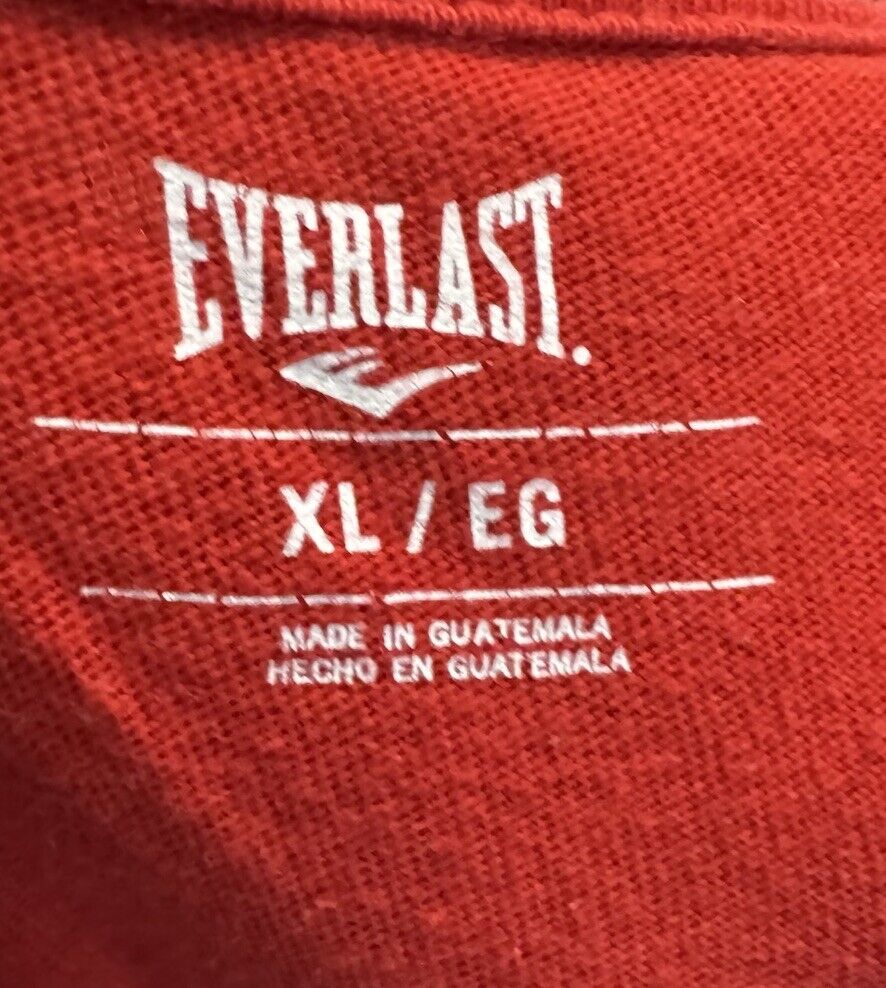 EVERLAST.
XL / EG
MADE IN GUATEMALA
HECHO EN GUATEMALA